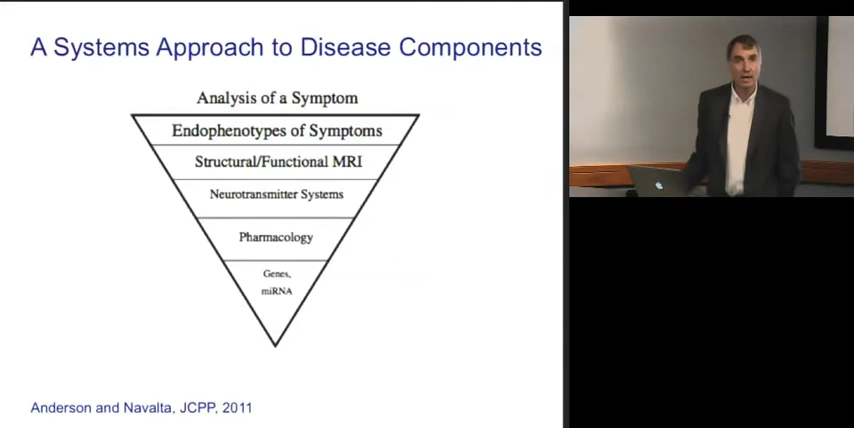 A Systems Approach to Disease Components
Analysis of a Symptom
Endophenotypes of Symptoms
Structural/Functional MRI
Neurotransmitter Systems
Pharmacology
Genes,
miRNA
Anderson and Navalta, JCPP, 2011